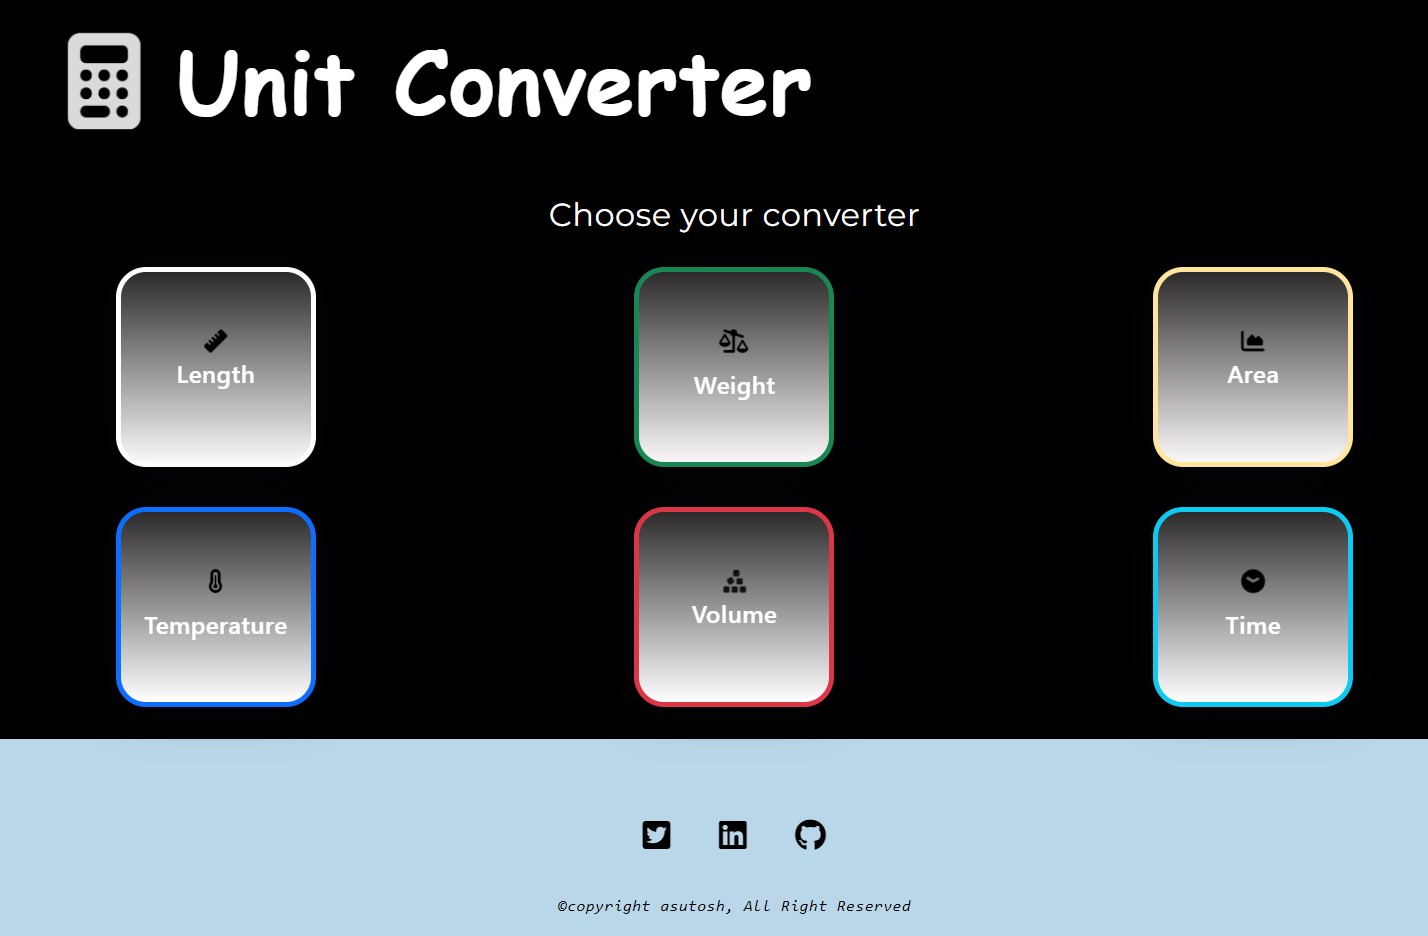 Unit Converter
Choose your converter
Length
Weight
Area
Temperature
Volume
Time
©copyright asutosh, All Right Reserved